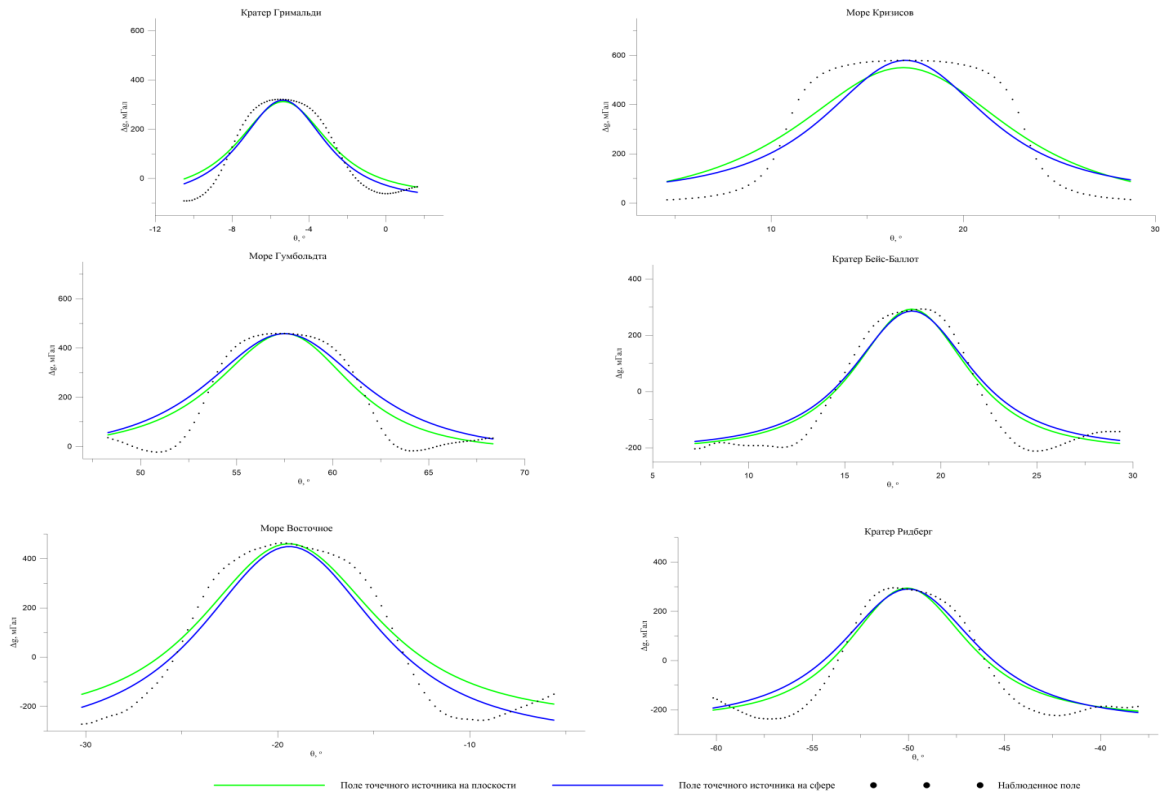 Кратер Гримальди
600
400
200
0
Δg, мГал
-12
-8
-4
0
θ, °
Море Кризисов
600
400
200
0
Δg, мГал
10
20
30
θ, °
Море Гумбольдта
600
400
200
0
Δg, мГал
50
55
60
65
70
θ, °
Кратер Бейс-Баллот
400
200
0
-200
Δg, мГал
5
10
15
20
25
30
θ, °
Море Восточное
400
200
0
-200
Δg, мГал
-30
-20
-10
θ, °
Кратер Ридберг
400
200
0
-200
Δg, мГал
-60
-55
-50
-45
-40
θ, °
Поле точечного источника на плоскости
Поле точечного источника на сфере
Наблюденное поле